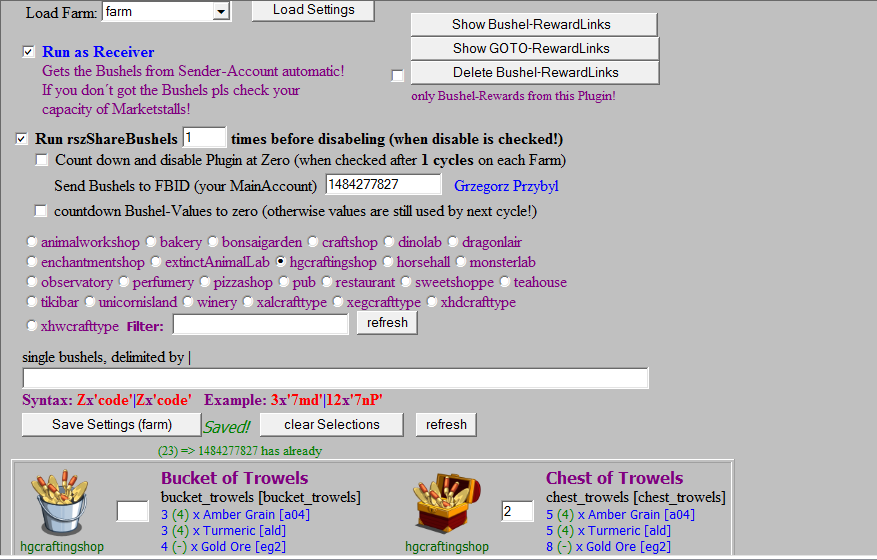 Load Farm: farm Load Settings
Show Bushel-RewardLinks
Show GOTO-RewardLinks
Delete Bushel-RewardLinks
only Bushel-Rewards from this Plugin!
Run as Receiver
Gets the Bushels from Sender-Account automatic!
If you don´t got the Bushels pls check your
capacity of Marketstalls!
Run rszShareBushels 1 times before disabeling (when disable is checked!)
Count down and disable Plugin at Zero (when checked after 1 cycles on each Farm)
Send Bushels to FBID (your MainAccount) 1484277827 Grzegorz Przybyl
countdown Bushel-Values to zero (otherwise values are still used by next cycle!)
animalworkshop bakery bonsaigarden craftshop dinolab dragonlair
enchantmentshop extinctAnimalLab hgcraftingshop horsehall monsterlab
observatory perfumery pizzashop pub restaurant sweetshoppe teahouse
tikibar unicornisland winery xalcrafttype xegcrafttype xhdcrafttype
xhwcrafttype Filter: refresh
single bushels, delimited by |
Syntax: Zx'code'|Zx'code' Example: 3x'7md'|12x'7nP'
Save Settings (farm) Saved! clear Selections refresh
(23) => 1484277827 has already
Bucket of Trowels
bucket_trowels [bucket_trowels]
3 (4) x Amber Grain [a04]
3 (4) x Turmeric [ald]
4 (-) x Gold Ore [eg2]
hgcraftingshop
Chest of Trowels
chest_trowels [chest_trowels]
2
5 (4) x Amber Grain [a04]
5 (4) x Turmeric [ald]
8 (-) x Gold Ore [eg2]
hgcraftingshop